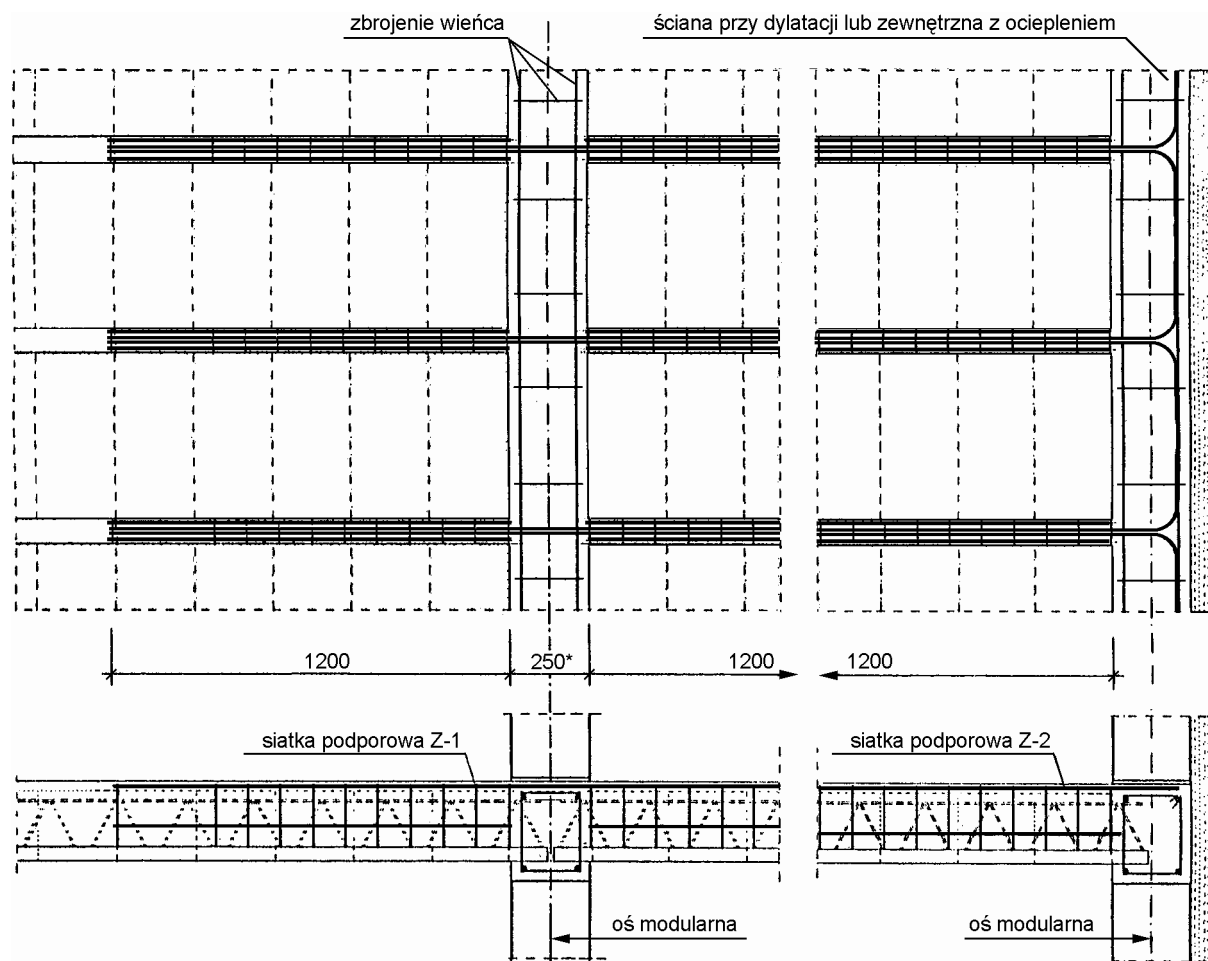 zbrojenie wieńca
ściana przy dylatacji lub zewnętrzna z ociepleniem
1200
250*
1200
1200
siatka podporowa Z-1
siatka podporowa Z-2
oś modularna
oś modularna